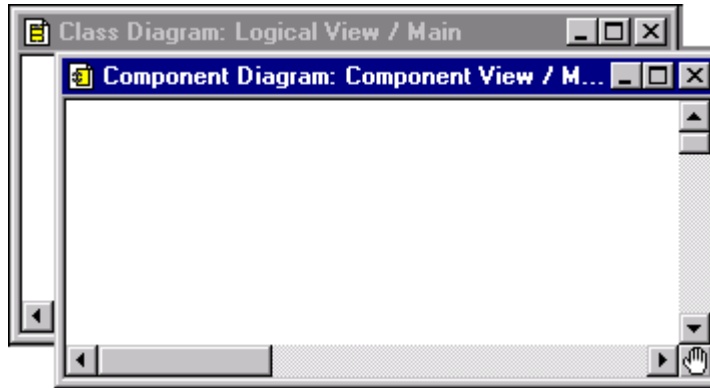 Class Diagram: Logical View / Main
Component Diagram: Component View / M...